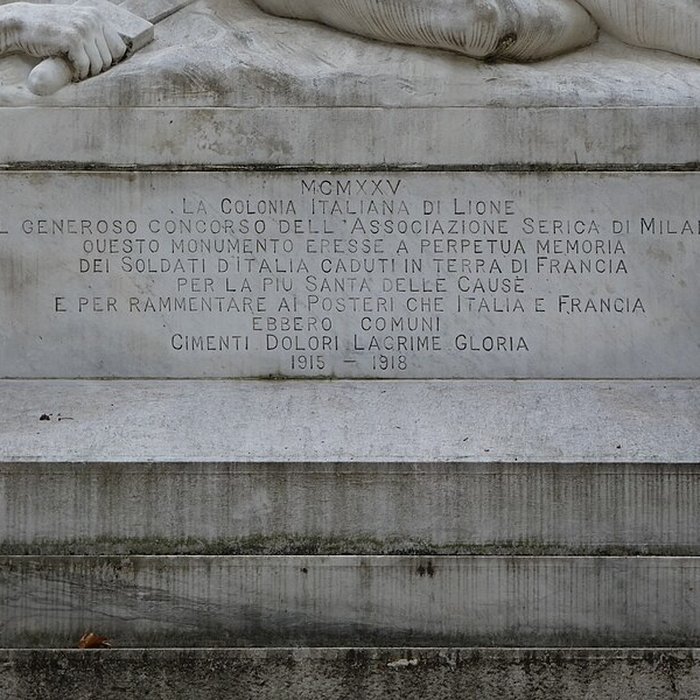 MCMXXV
LA COLONIA ITALIANA DI LIONE
L GENEROSO CONCORSO DELL'ASSOCIAZIONE SERICA DI MILA
QUESTO MONUMENTO ERESSE A PERPETUA MEMORIA
DEI SOLDATI D'ITALIA CADUTI IN TERRA DI FRANCIA
PER LA PIU SANTA DELLE CAUSE
E PER RAMMENTARE AI POSTERI CHE ITALIA E FRANCIA
EBBERO COMUNI
CIMENTI DOLORI LACRIME GLORIA
1915 – 1918